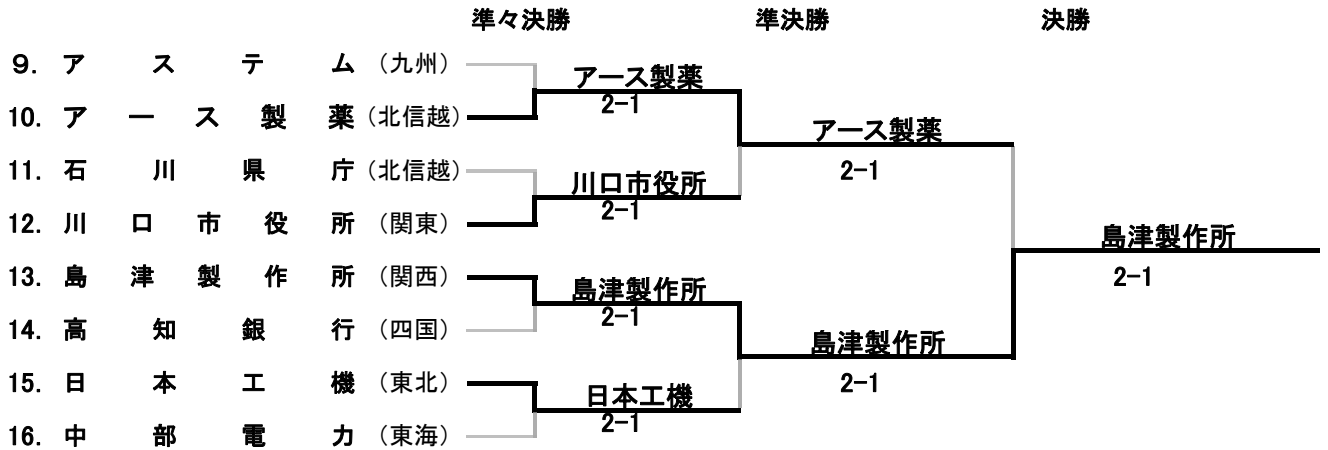 準々決勝 準決勝 決勝
9. アステム (九州)
アース製薬
2-1
10. アース製薬 (北信越)
アース製薬
2-1
11. 石川県庁 (北信越)
川口市役所
2-1
12. 川口市役所 (関東)
島津製作所
2-1
13. 島津製作所 (関西)
島津製作所
2-1
14. 高知銀行 (四国)
島津製作所
2-1
15. 日本工機 (東北)
日本工機
2-1
16. 中部電力 (東海)